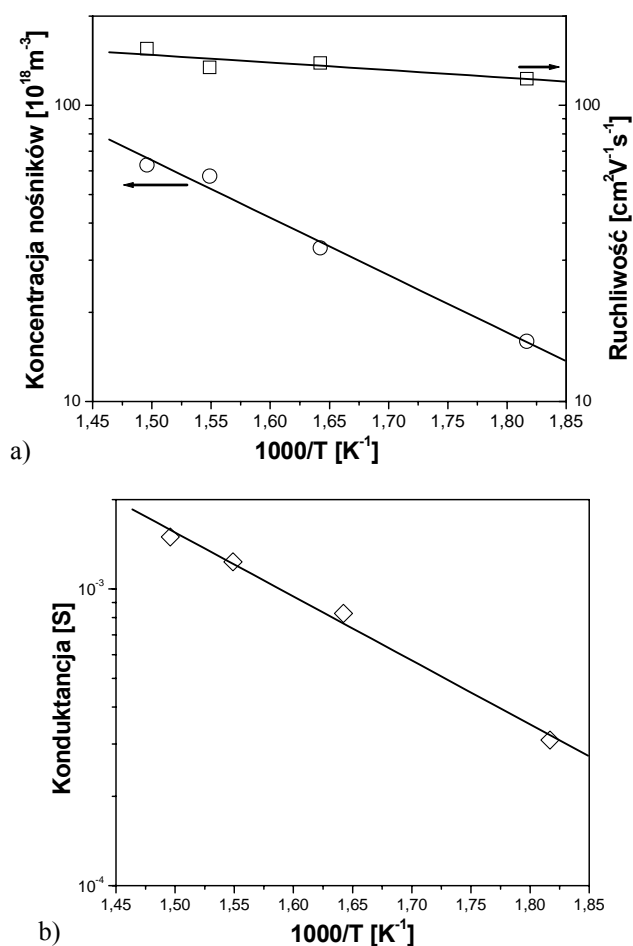 Koncentracja nośników [10¹⁸m⁻³]
100
10
100
10
Ruchliwość [cm²V⁻¹s⁻¹]
1,45 1,50 1,55 1,60 1,65 1,70 1,75 1,80 1,85
a)
1000/T [K⁻¹]
Konduktancja [S]
10⁻³
10⁻⁴
1,45 1,50 1,55 1,60 1,65 1,70 1,75 1,80 1,85
b)
1000/T [K⁻¹]